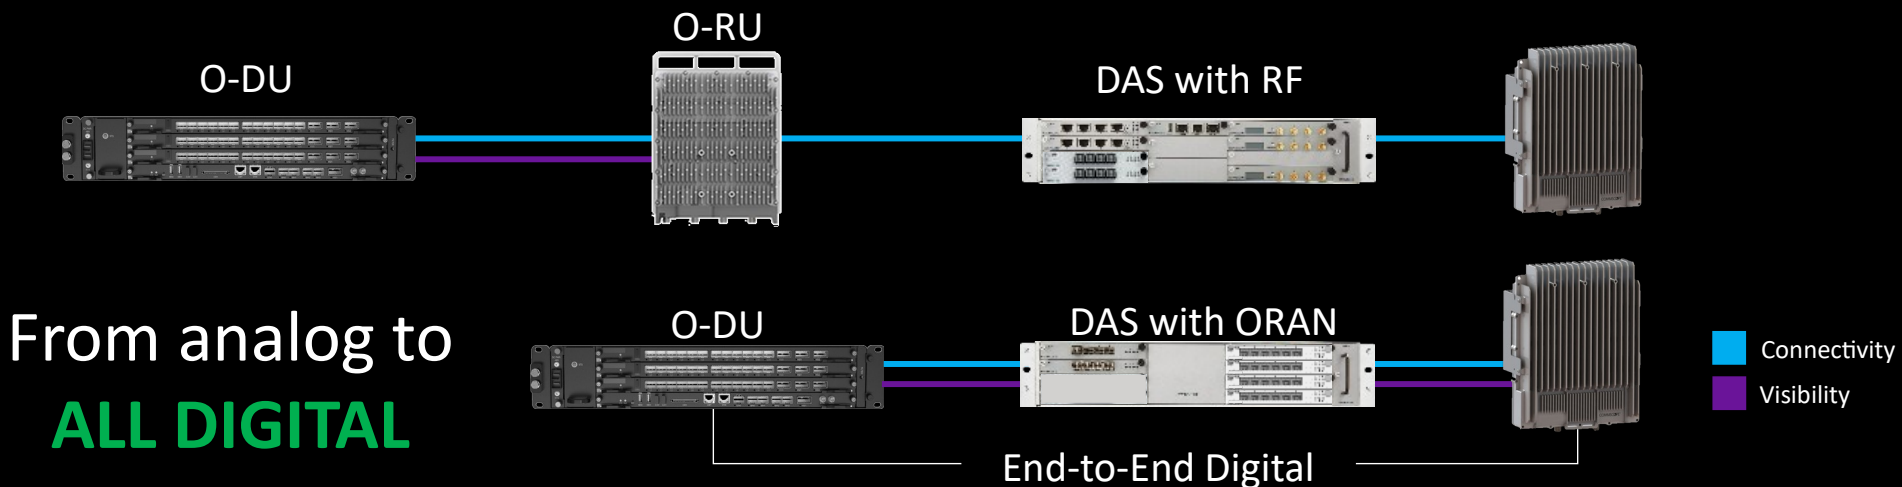 O-RU
O-DU
DAS with RF
From analog to
ALL DIGITAL
O-DU
DAS with ORAN
Connectivity
Visibility
End-to-End Digital